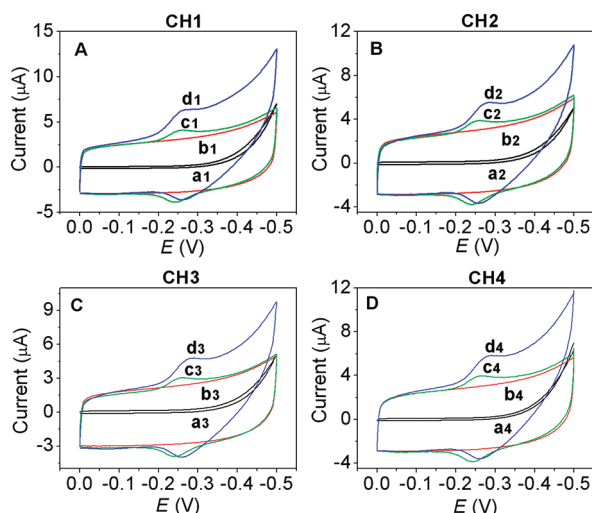 CH1
CH2
Current (µA)
15
10
5
0
-5
A
d1
c1
b1
a1
0.0 -0.1 -0.2 -0.3 -0.4 -0.5
E (V)
Current (µA)
12
8
4
0
-4
B
d2
c2
b2
a2
0.0 -0.1 -0.2 -0.3 -0.4 -0.5
E (V)
CH3
CH4
Current (µA)
9
6
3
0
-3
C
d3
c3
b3
a3
0.0 -0.1 -0.2 -0.3 -0.4 -0.5
E (V)
Current (µA)
12
8
4
0
-4
D
d4
c4
b4
a4
0.0 -0.1 -0.2 -0.3 -0.4 -0.5
E (V)